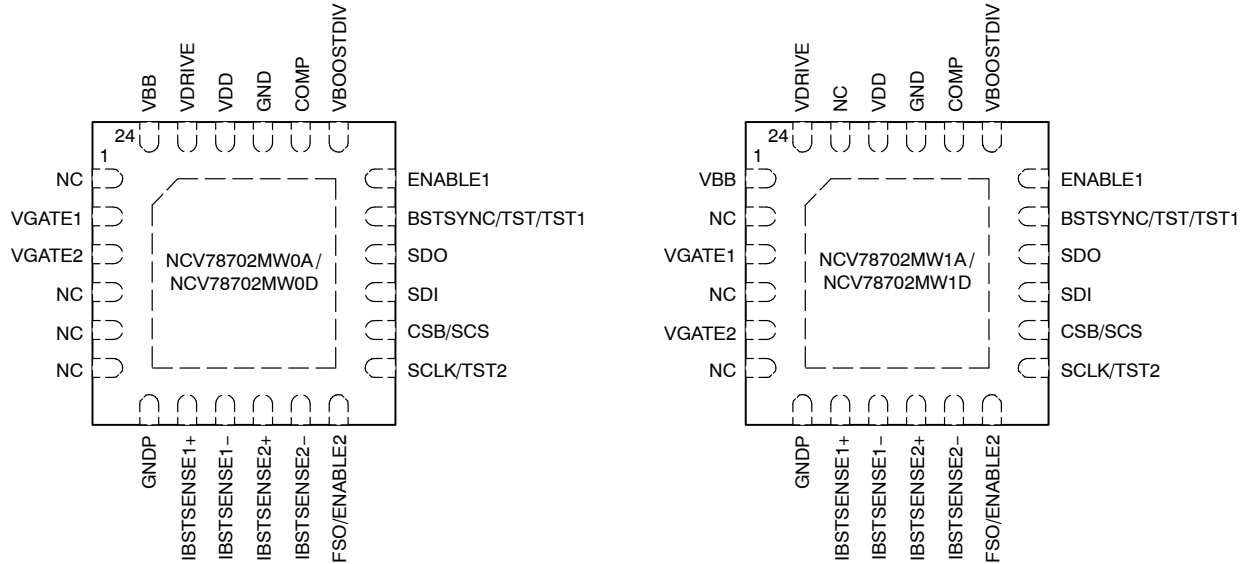 VBB
VDRIVE
VDD
GND
COMP
VBOOSTDIV
24
1
NC
VGATE1
VGATE2
NC
NC
NC
NCV78702MW0A/
NCV78702MW0D
ENABLE1
BSTSYNC/TST/TST1
SDO
SDI
CSB/SCS
SCLK/TST2
GNDP
IBSTSENSE1+
IBSTSENSE1−
IBSTSENSE2+
IBSTSENSE2−
FSO/ENABLE2
VDRIVE
NC
VDD
GND
COMP
VBOOSTDIV
24
1
VBB
NC
VGATE1
NC
VGATE2
NC
NCV78702MW1A/
NCV78702MW1D
ENABLE1
BSTSYNC/TST/TST1
SDO
SDI
CSB/SCS
SCLK/TST2
GNDP
IBSTSENSE1+
IBSTSENSE1−
IBSTSENSE2+
IBSTSENSE2−
FSO/ENABLE2